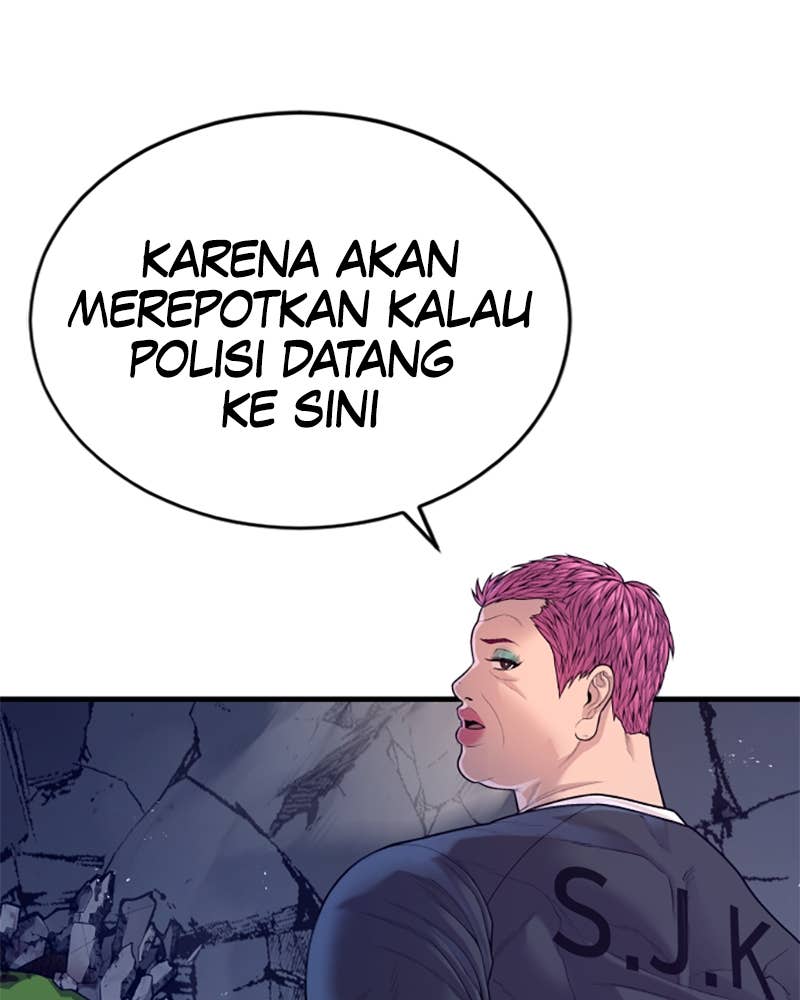 KARENA AKAN
MEREPOTKAN KALAU
POLISI DATANG
KE SINI
S.J.K